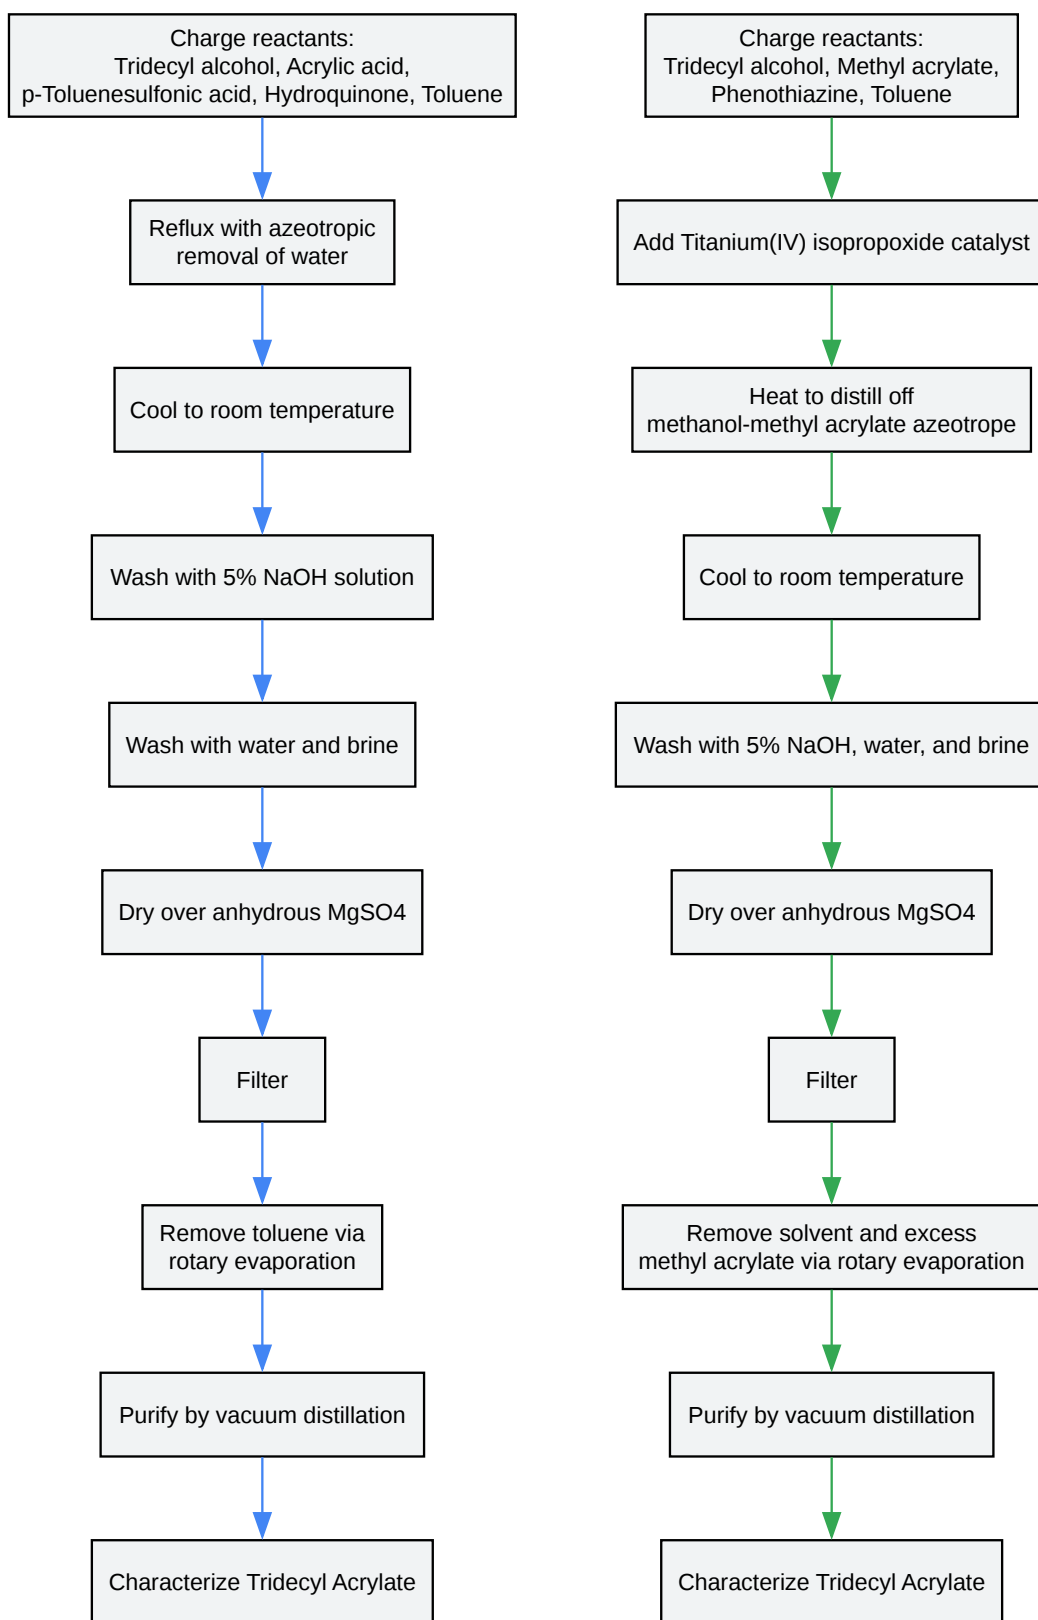 Charge reactants:
Tridecyl alcohol, Acrylic acid,
p-Toluenesulfonic acid, Hydroquinone, Toluene
Reflux with azeotropic
removal of water
Cool to room temperature
Wash with 5% NaOH solution
Wash with water and brine
Dry over anhydrous MgSO4
Filter
Remove toluene via
rotary evaporation
Purify by vacuum distillation
Characterize Tridecyl Acrylate
Charge reactants:
Tridecyl alcohol, Methyl acrylate,
Phenothiazine, Toluene
Add Titanium(IV) isopropoxide catalyst
Heat to distill off
methanol-methyl acrylate azeotrope
Cool to room temperature
Wash with 5% NaOH, water, and brine
Dry over anhydrous MgSO4
Filter
Remove solvent and excess
methyl acrylate via rotary evaporation
Purify by vacuum distillation
Characterize Tridecyl Acrylate